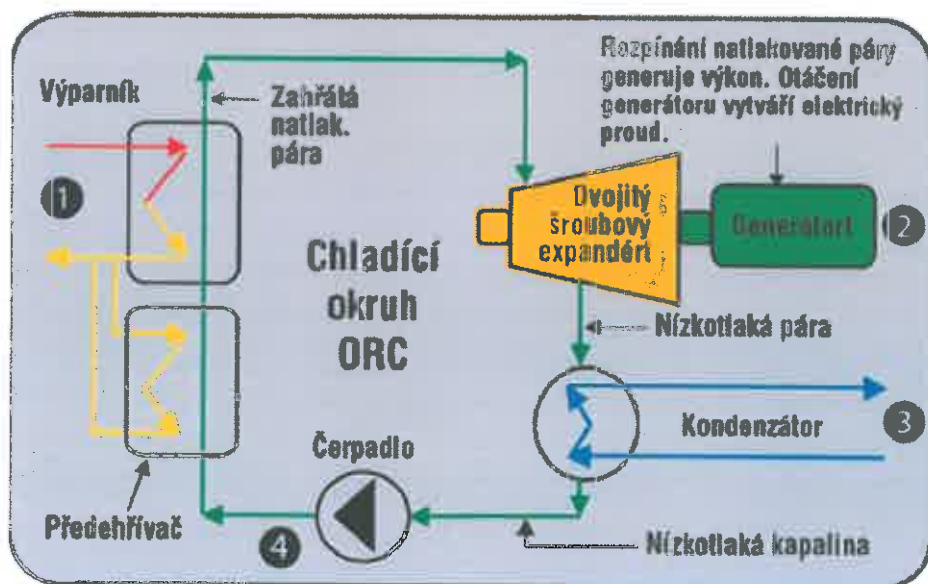 Výparník
Zahřátá
natlak.
pára
Rozpínání natlakované páry
generuje výkon. Otáčení
generátoru vytváří elektrický
proud.
1
Dvojitý
šroubový
expandért
Generátort
2
Chladící
okruh
ORC
Nízkotlaká pára
Kondenzátor
3
Čerpadlo
Předehřívač
4
Nízkotlaká kapalina